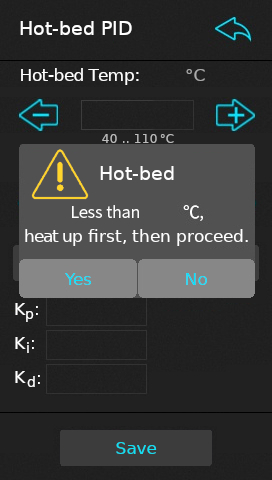 Hot-bed PID
Hot-bed Temp: °C
40 .. 110 °C
Hot-bed
Less than °C,
heat up first, then proceed.
Yes No
Kp:
Ki:
Kd:
Save